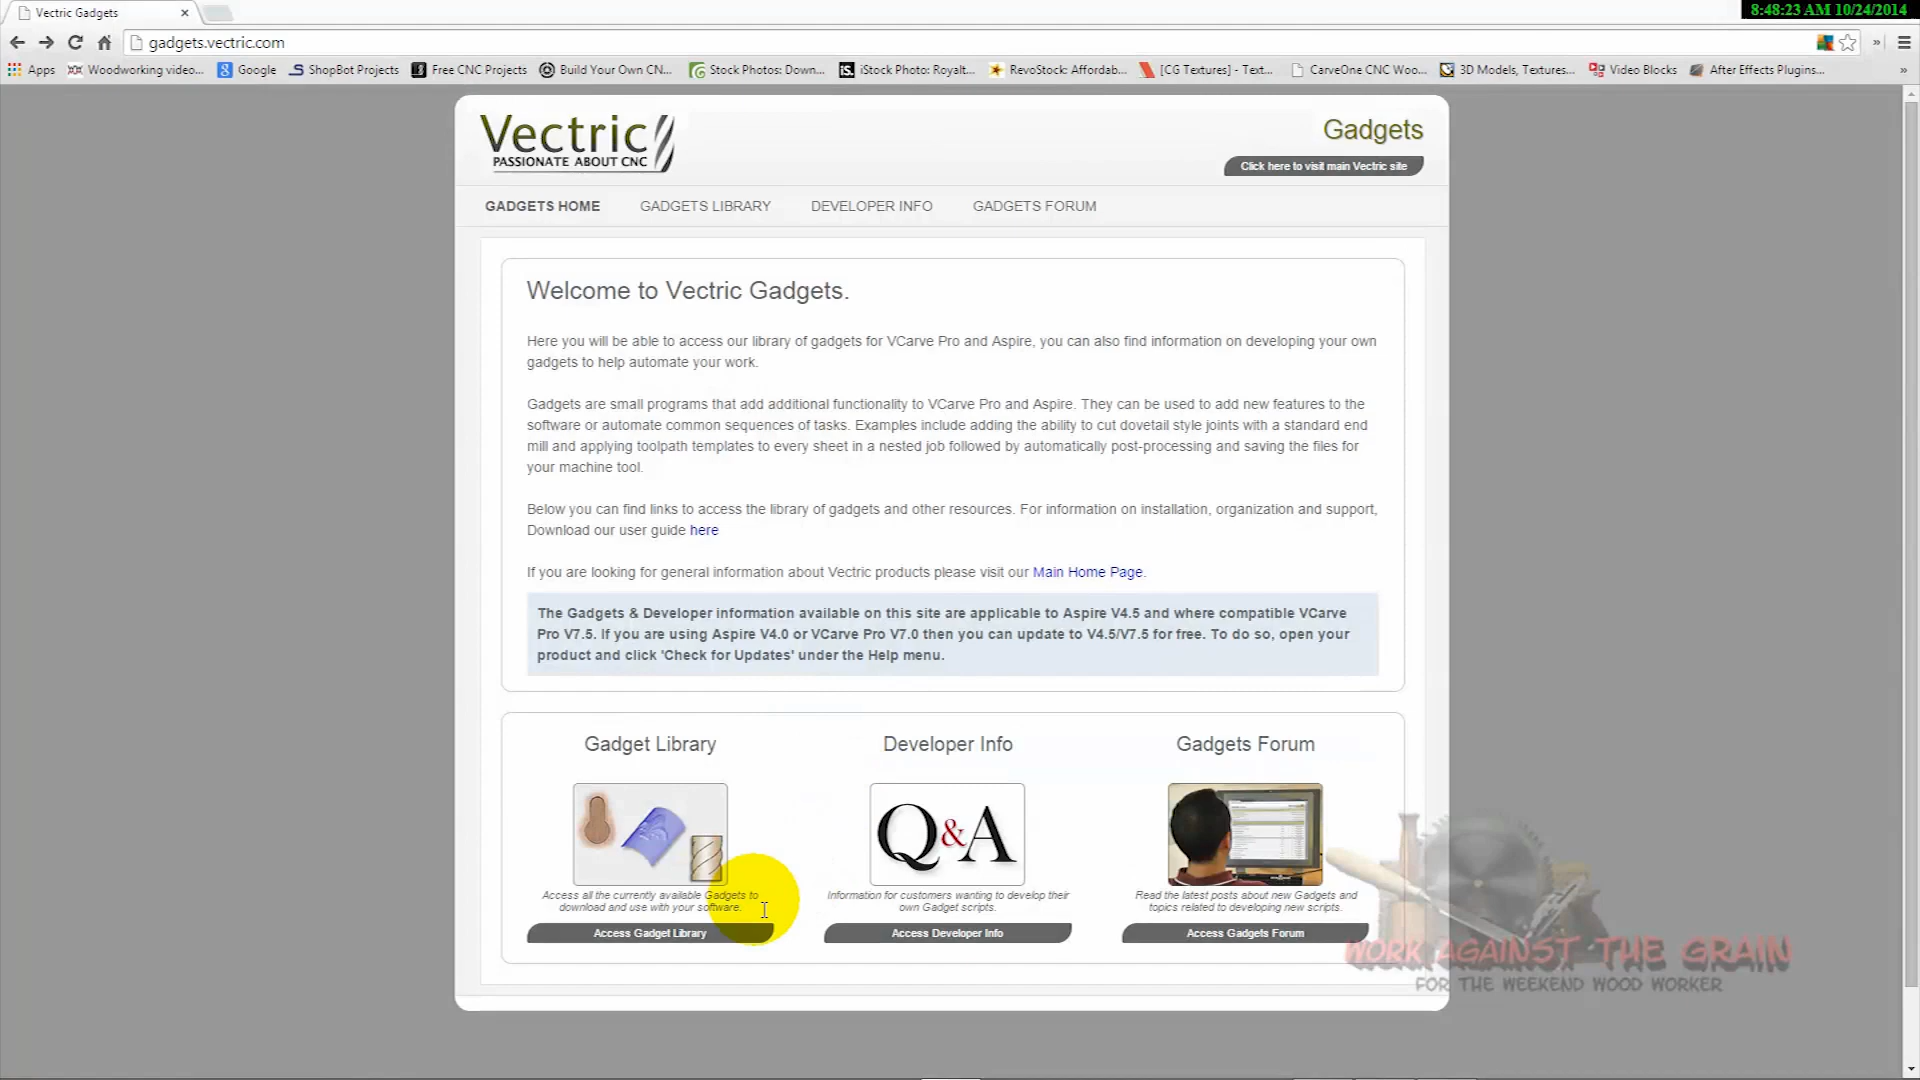 Vectric Gadgets
8:48:23 AM 10/24/2014
gadgets.vectric.com
Apps Woodworking video... Google ShopBot Projects Free CNC Projects Build Your Own CN... Stock Photos: Down... iStock Photo: Royalt... RevoStock: Affordab... [CG Textures] - Text... CarveOne CNC Woo... 3D Models, Textures... Video Blocks After Effects Plugins...
Vectric
PASSIONATE ABOUT CNC
Gadgets
Click here to visit main Vectric site
GADGETS HOME GADGETS LIBRARY DEVELOPER INFO GADGETS FORUM
Welcome to Vectric Gadgets.
Here you will be able to access our library of gadgets for VCarve Pro and Aspire, you can also find information on developing your own
gadgets to help automate your work.
Gadgets are small programs that add additional functionality to VCarve Pro and Aspire. They can be used to add new features to the
software or automate common sequences of tasks. Examples include adding the ability to cut dovetail style joints with a standard end
mill and applying toolpath templates to every sheet in a nested job followed by automatically post-processing and saving the files for
your machine tool.
Below you can find links to access the library of gadgets and other resources. For information on installation, organization and support,
Download our user guide here
If you are looking for general information about Vectric products please visit our Main Home Page.
The Gadgets & Developer information available on this site are applicable to Aspire V4.5 and where compatible VCarve
Pro V7.5. If you are using Aspire V4.0 or VCarve Pro V7.0 then you can update to V4.5/V7.5 for free. To do so, open your
product and click 'Check for Updates' under the Help menu.
Gadget Library
Access all the currently available Gadgets to
download and use with your software.
Access Gadget Library
Developer Info
Q&A
Information for customers wanting to develop their
own Gadget scripts.
Access Developer Info
Gadgets Forum
Read the latest posts about new Gadgets and
topics related to developing new scripts.
Access Gadgets Forum
WORK AGAINST THE GRAIN
FOR THE WEEKEND WOOD WORKER